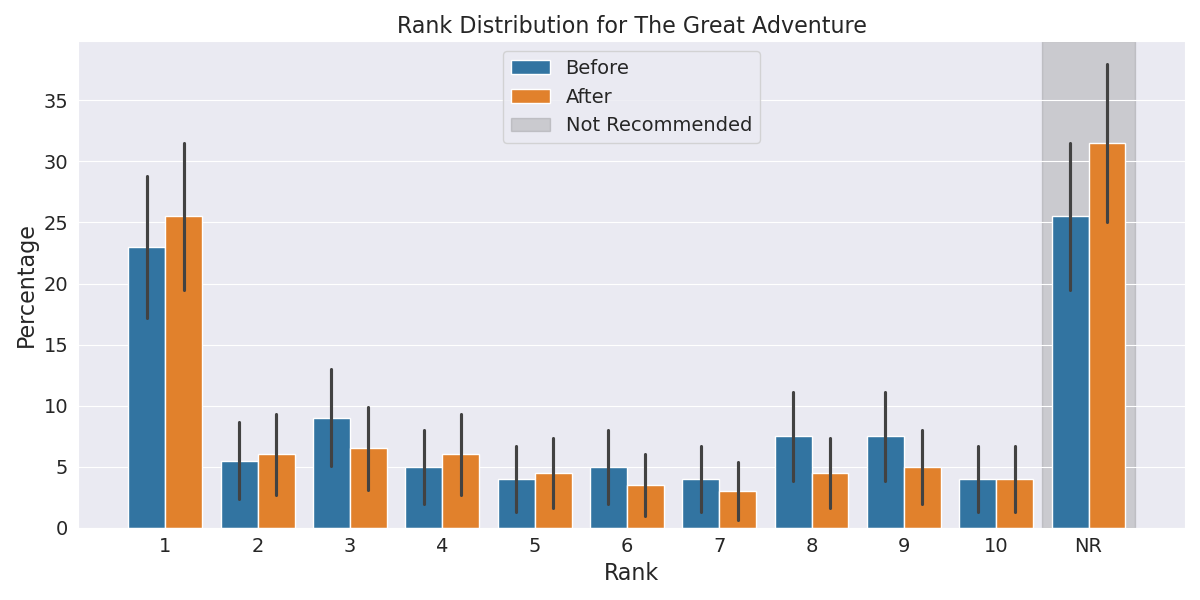 Rank Distribution for The Great Adventure
Before
After
Not Recommended
Percentage
35
30
25
20
15
10
5
0
1 2 3 4 5 6 7 8 9 10 NR
Rank